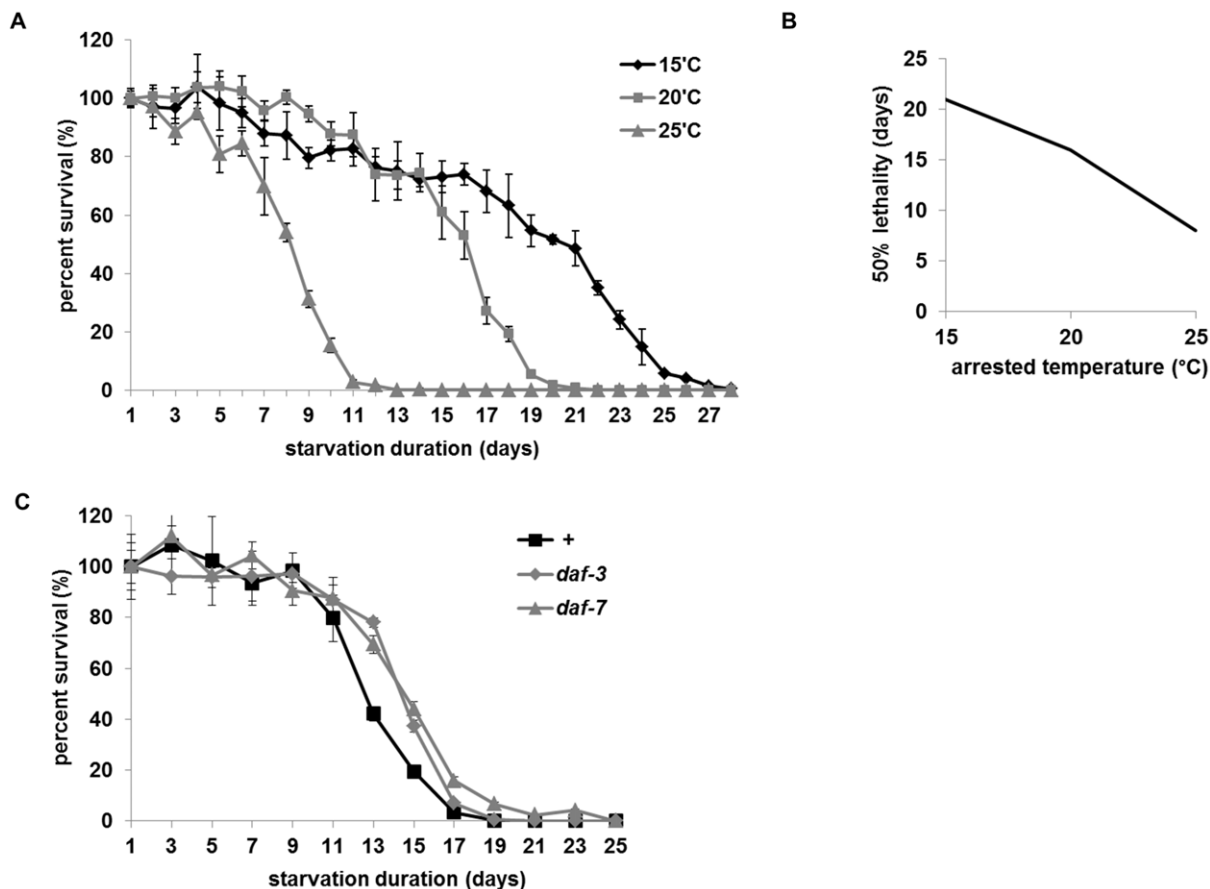 A
120
100
80
60
40
20
0
percent survival (%)
15'C
20'C
25'C
1 3 5 7 9 11 13 15 17 19 21 23 25 27
starvation duration (days)
B
25
20
15
10
5
0
50% lethality (days)
15 20 25
arrested temperature (°C)
C
120
100
80
60
40
20
0
percent survival (%)
+
daf-3
daf-7
1 3 5 7 9 11 13 15 17 19 21 23 25
starvation duration (days)